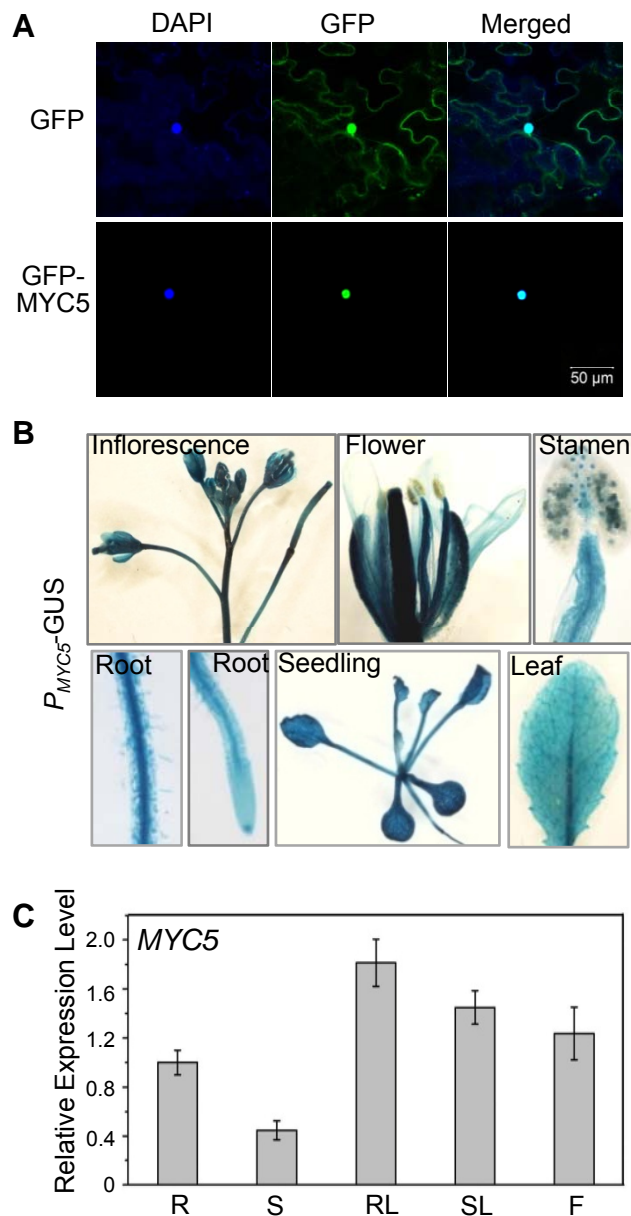 A
DAPI GFP Merged
GFP
GFP-
MYC5
50 µm
B
P_MYC5-GUS
Inflorescence Flower Stamen
Root Root Seedling Leaf
C
Relative Expression Level
MYC5
2.0
1.6
1.2
0.8
0.4
0
R S RL SL F